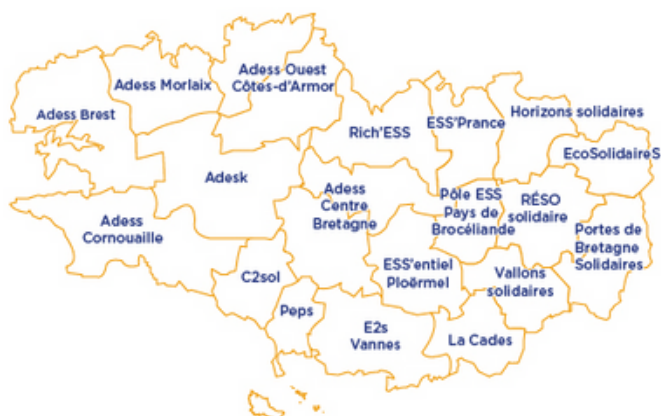 Adess Ouest
Côtes-d'Armor
Adess Morlaix
Adess Brest
Rich'ESS
ESS'Prance
Horizons solidaires
EcoSolidaireS
Adesk
Adess
Centre
Bretagne
Pôle ESS
Pays de
Brocéliande
RÉSO
solidaire
Portes de
Bretagne
Solidaires
Adess
Cornouaille
C2sol
ESS'entiel
Ploërmel
Vallons
solidaires
Peps
E2s
Vannes
La Cades